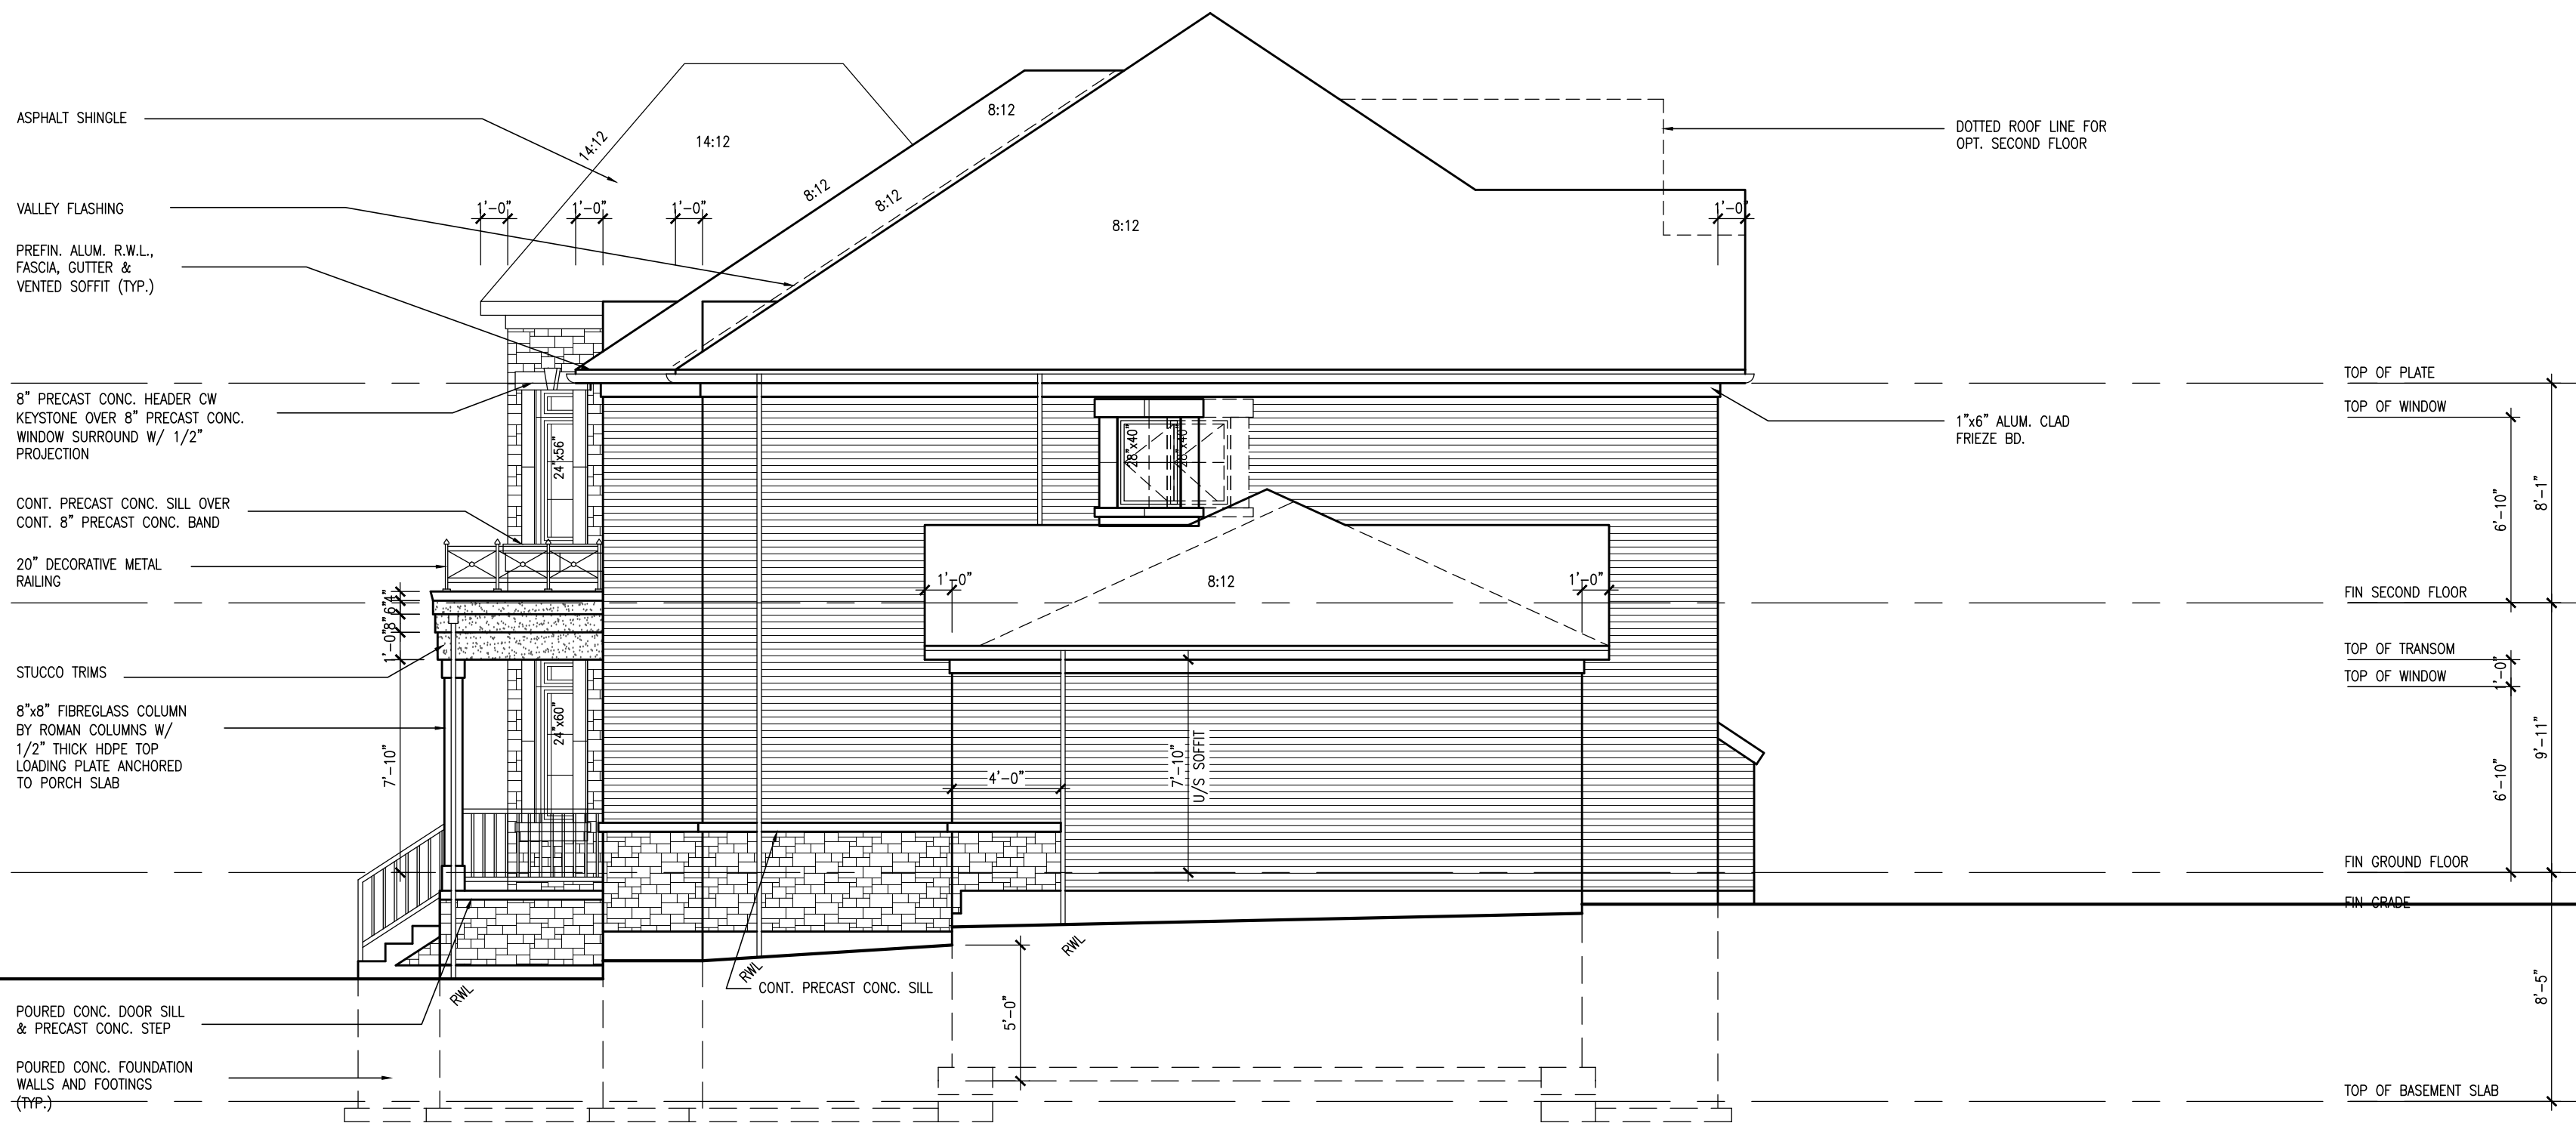 ASPHALT SHINGLE
VALLEY FLASHING
PREFIN. ALUM. R.W.L.,
FASCIA, GUTTER &
VENTED SOFFIT (TYP.)
8" PRECAST CONC. HEADER CW
KEYSTONE OVER 8" PRECAST CONC.
WINDOW SURROUND W/ 1/2"
PROJECTION
CONT. PRECAST CONC. SILL OVER
CONT. 8" PRECAST CONC. BAND
20" DECORATIVE METAL
RAILING
STUCCO TRIMS
8"x8" FIBREGLASS COLUMN
BY ROMAN COLUMNS W/
1/2" THICK HDPE TOP
LOADING PLATE ANCHORED
TO PORCH SLAB
POURED CONC. DOOR SILL
& PRECAST CONC. STEP
POURED CONC. FOUNDATION
WALLS AND FOOTINGS
(TYP.)
14:12
14:12
8:12
8:12
8:12
8:12
1'-0"
1'-0"
1'-0"
1'-0"
24"x56"
28"x40"
28"x40"
4"
6"
8"
1'-0"
7'-10"
24"x60"
1'-0"
8:12
1'-0"
4'-0"
7'-10"
U/S SOFFIT
RWL
RWL
RWL
CONT. PRECAST CONC. SILL
5'-0"
DOTTED ROOF LINE FOR
OPT. SECOND FLOOR
1"x6" ALUM. CLAD
FRIEZE BD.
TOP OF PLATE
TOP OF WINDOW
6'-10"
8'-1"
FIN SECOND FLOOR
TOP OF TRANSOM
1'-0"
TOP OF WINDOW
6'-10"
9'-11"
FIN GROUND FLOOR
FIN GRADE
8'-5"
TOP OF BASEMENT SLAB